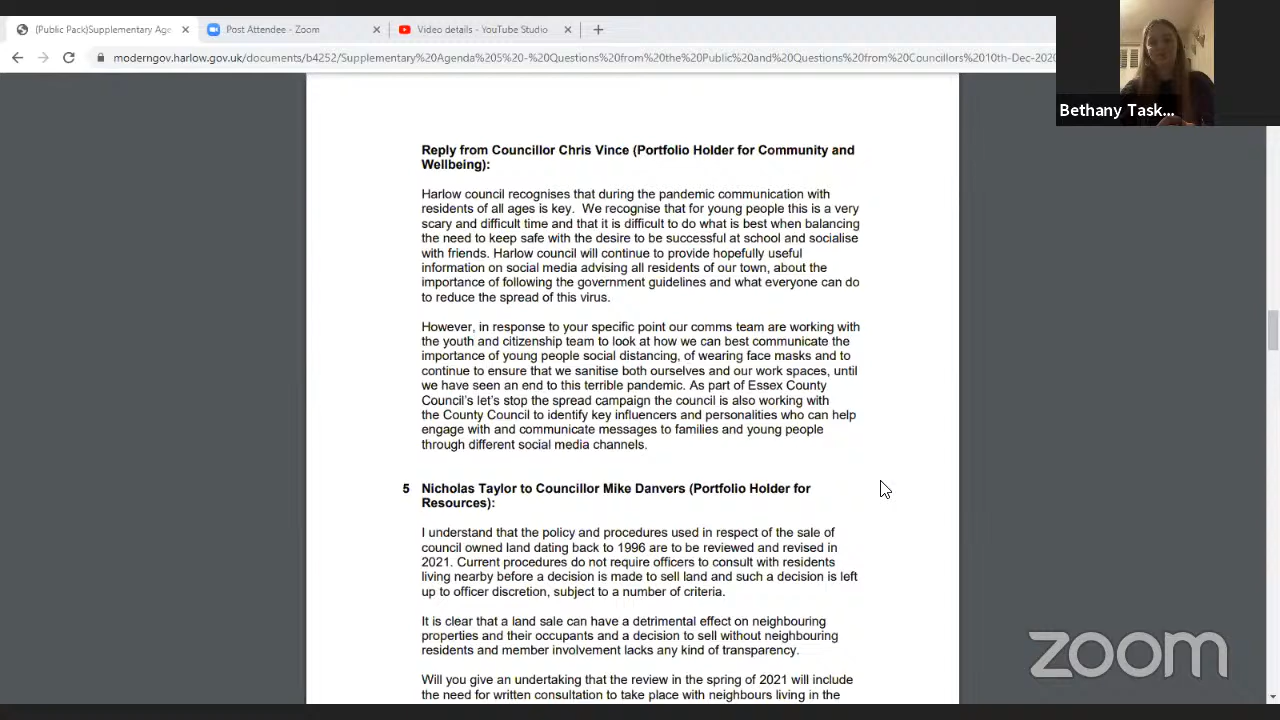 (Public Pack)Supplementary Age
Post Attendee - Zoom
Video details - YouTube Studio
moderngov.harlow.gov.uk/documents/b4252/Supplementary%20Agenda%205%20-%20Questions%20from%20the%20Public%20and%20Questions%20from%20Councillors%2010th-Dec-2020
Bethany Task...
Reply from Councillor Chris Vince (Portfolio Holder for Community and
Wellbeing):
Harlow council recognises that during the pandemic communication with
residents of all ages is key. We recognise that for young people this is a very
scary and difficult time and that it is difficult to do what is best when balancing
the need to keep safe with the desire to be successful at school and socialise
with friends. Harlow council will continue to provide hopefully useful
information on social media advising all residents of our town, about the
importance of following the government guidelines and what everyone can do
to reduce the spread of this virus.
However, in response to your specific point our comms team are working with
the youth and citizenship team to look at how we can best communicate the
importance of young people social distancing, of wearing face masks and to
continue to ensure that we sanitise both ourselves and our work spaces, until
we have seen an end to this terrible pandemic. As part of Essex County
Council's let's stop the spread campaign the council is also working with
the County Council to identify key influencers and personalities who can help
engage with and communicate messages to families and young people
through different social media channels.
5 Nicholas Taylor to Councillor Mike Danvers (Portfolio Holder for
Resources):
I understand that the policy and procedures used in respect of the sale of
council owned land dating back to 1996 are to be reviewed and revised in
2021. Current procedures do not require officers to consult with residents
living nearby before a decision is made to sell land and such a decision is left
up to officer discretion, subject to a number of criteria.
It is clear that a land sale can have a detrimental effect on neighbouring
properties and their occupants and a decision to sell without neighbouring
residents and member involvement lacks any kind of transparency.
Will you give an undertaking that the review in the spring of 2021 will include
the need for written consultation to take place with neighbours living in the
zoom